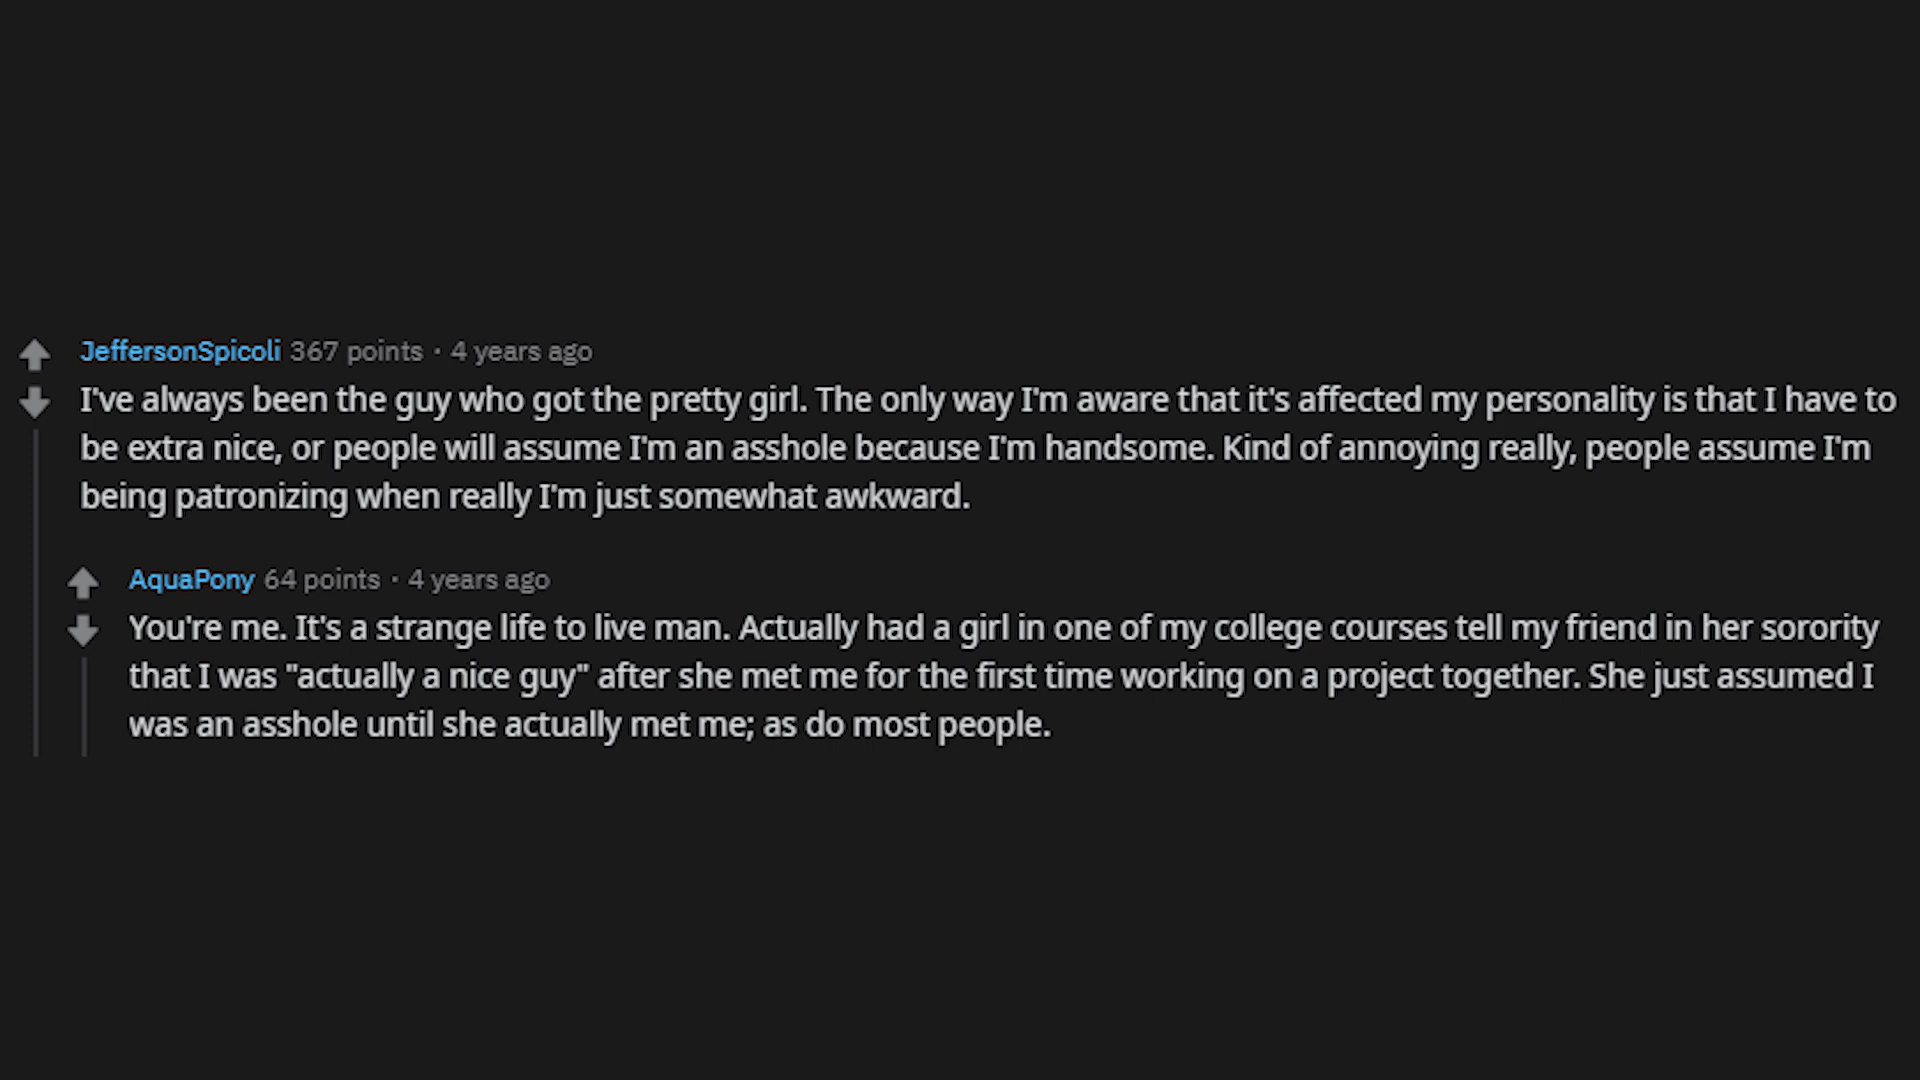 JeffersonSpicoli 367 points · 4 years ago
I've always been the guy who got the pretty girl. The only way I'm aware that it's affected my personality is that I have to
be extra nice, or people will assume I'm an asshole because I'm handsome. Kind of annoying really, people assume I'm
being patronizing when really I'm just somewhat awkward.
AquaPony 64 points · 4 years ago
You're me. It's a strange life to live man. Actually had a girl in one of my college courses tell my friend in her sorority
that I was "actually a nice guy" after she met me for the first time working on a project together. She just assumed I
was an asshole until she actually met me; as do most people.